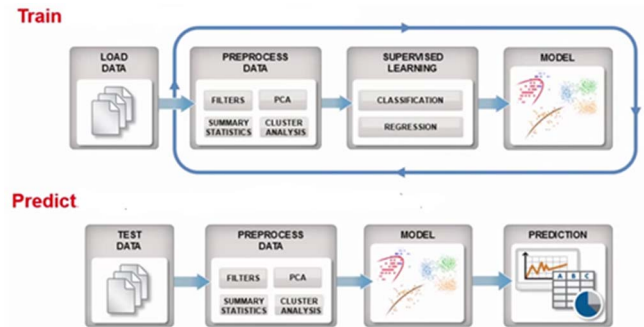 Train
LOAD
DATA
PREPROCESS
DATA
FILTERS
PCA
SUMMARY
STATISTICS
CLUSTER
ANALYSIS
SUPERVISED
LEARNING
CLASSIFICATION
REGRESSION
MODEL
Predict
TEST
DATA
PREPROCESS
DATA
FILTERS
PCA
SUMMARY
STATISTICS
CLUSTER
ANALYSIS
MODEL
PREDICTION
A B C